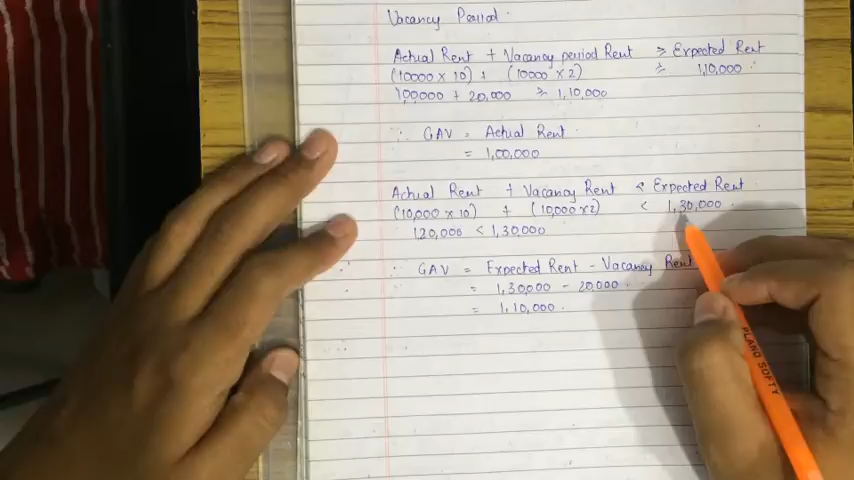 Vacancy Period.
Actual Rent + Vacancy period Rent ≥ Expected Rent
(10000 x 10) + (10000 x 2) ≥ 1,10,000.
1,00,000 + 20,000 ≥ 1,10,000
∴ GAV = Actual Rent.
= 1,00,000
Actual Rent + Vacancy Rent < Expected Rent
(10,000 x 10) + (10,000 x 2) < 1,30,000.
1,20,000 < 1,30,000
∴ GAV = Expected Rent - Vacancy Rent
= 1,30,000 - 20000.
= 1,10,000.
PLANO SOFTY